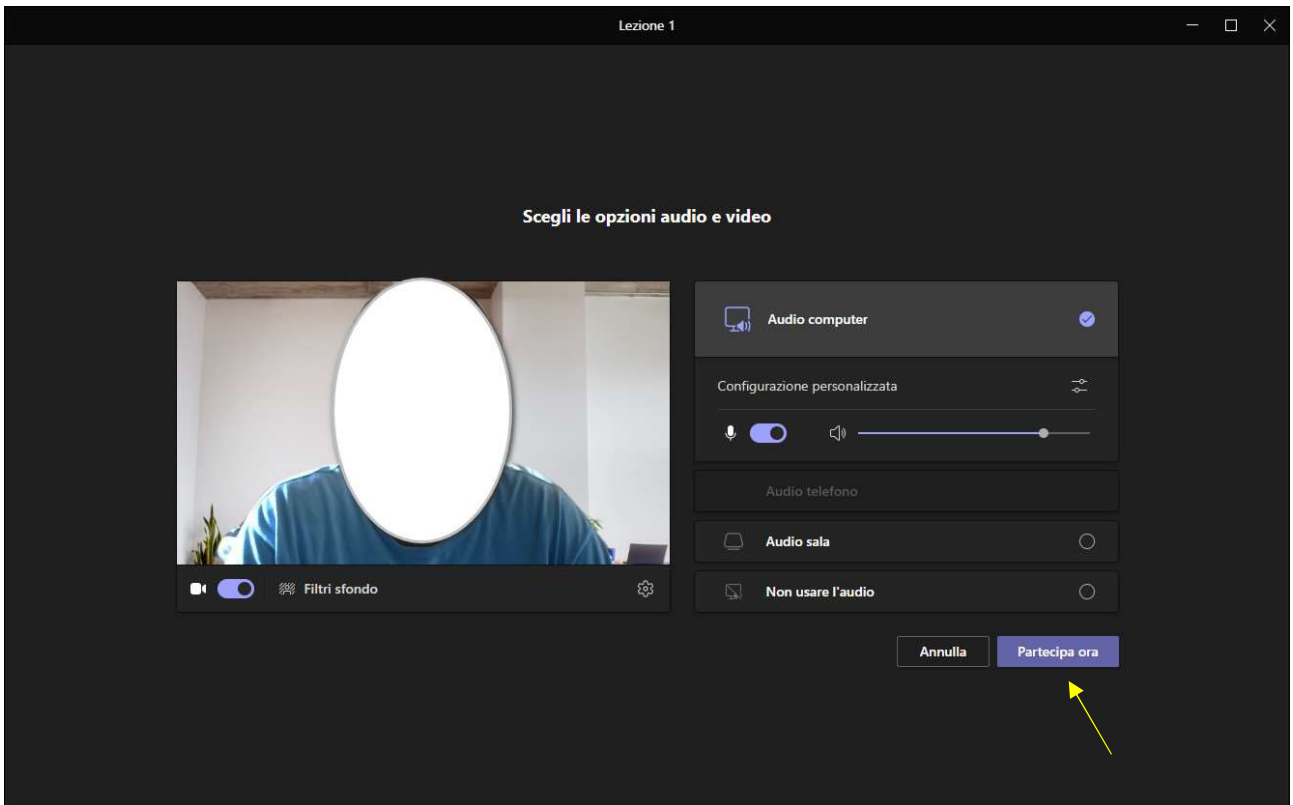 Lezione 1
Scegli le opzioni audio e video
Audio computer
Configurazione personalizzata
Audio telefono
Audio sala
Non usare l'audio
Filtri sfondo
Annulla
Partecipa ora